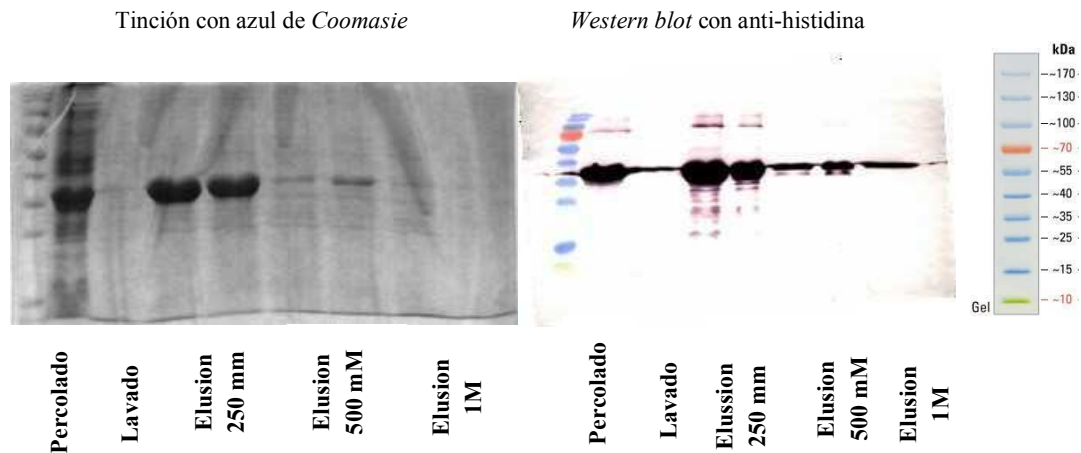 Tinción con azul de Coomasie
Western blot con anti-histidina
kDa
~170
~130
~100
~70
~55
~40
~35
~25
~15
~10
Gel
Percolado
Lavado
Elusion
250 mm
Elusion
500 mM
Elusion
1M
Percolado
Lavado
Elussion
250 mm
Elusion
500 mM
Elusion
1M